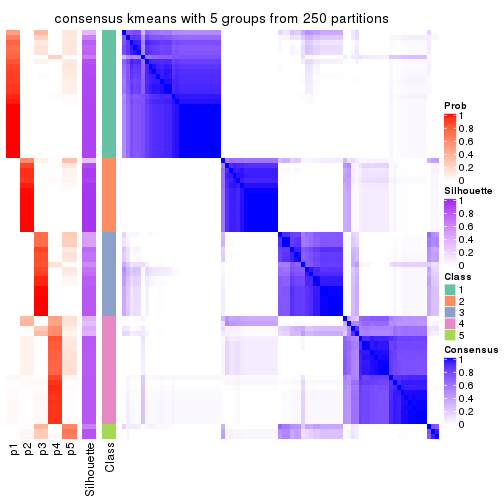 consensus kmeans with 5 groups from 250 partitions
Prob
1
0.8
0.6
0.4
0.2
0
Silhouette
1
0.8
0.6
0.4
0.2
0
Class
1
2
3
4
5
Consensus
1
0.8
0.6
0.4
0.2
0
p1
p2
p3
p4
p5
Silhouette
Class